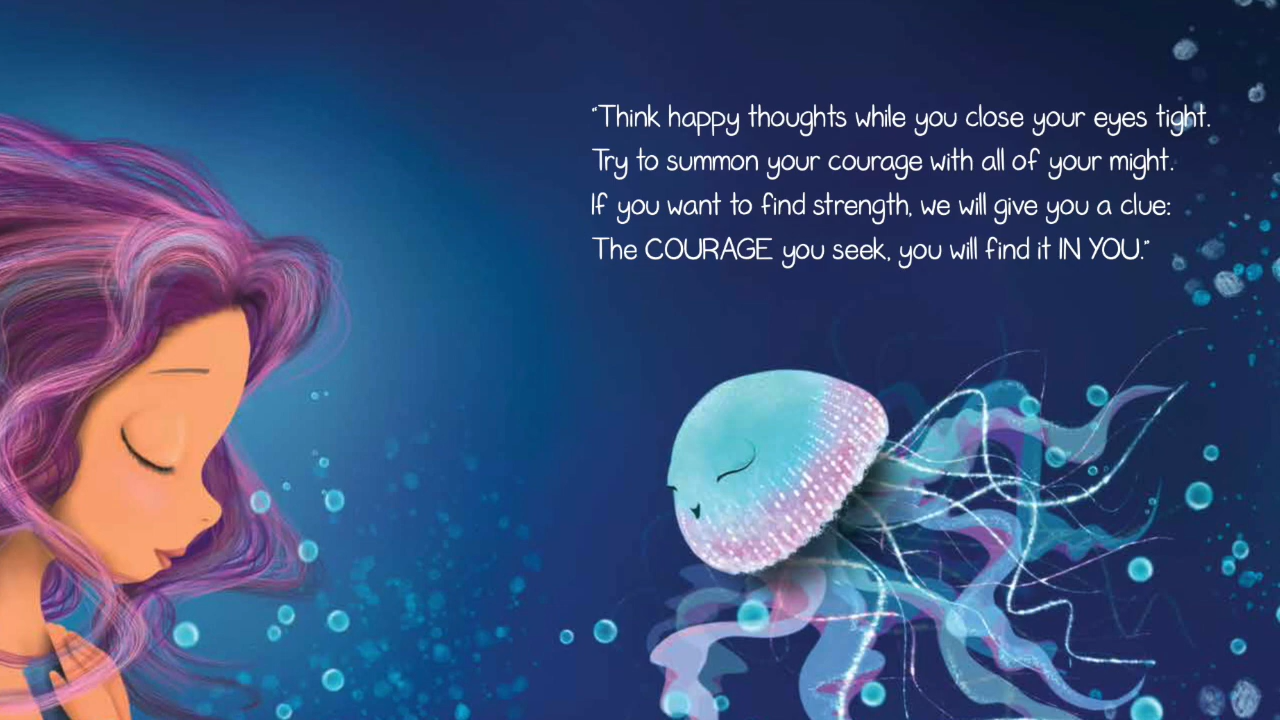 “Think happy thoughts while you close your eyes tight.
Try to summon your courage with all of your might.
If you want to find strength, we will give you a clue:
The COURAGE you seek, you will find it IN YOU.”